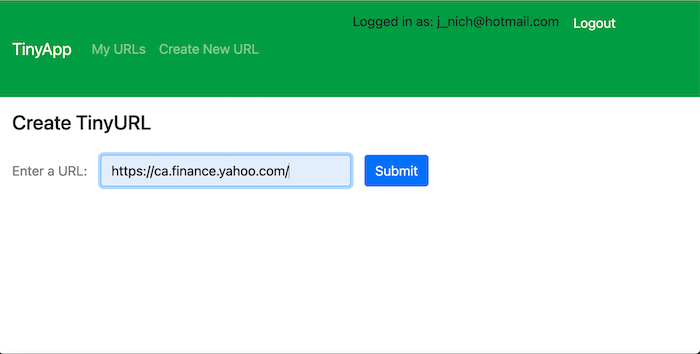 Logged in as: j_nich@hotmail.com Logout
TinyApp My URLs Create New URL
Create TinyURL
Enter a URL: https://ca.finance.yahoo.com/ Submit